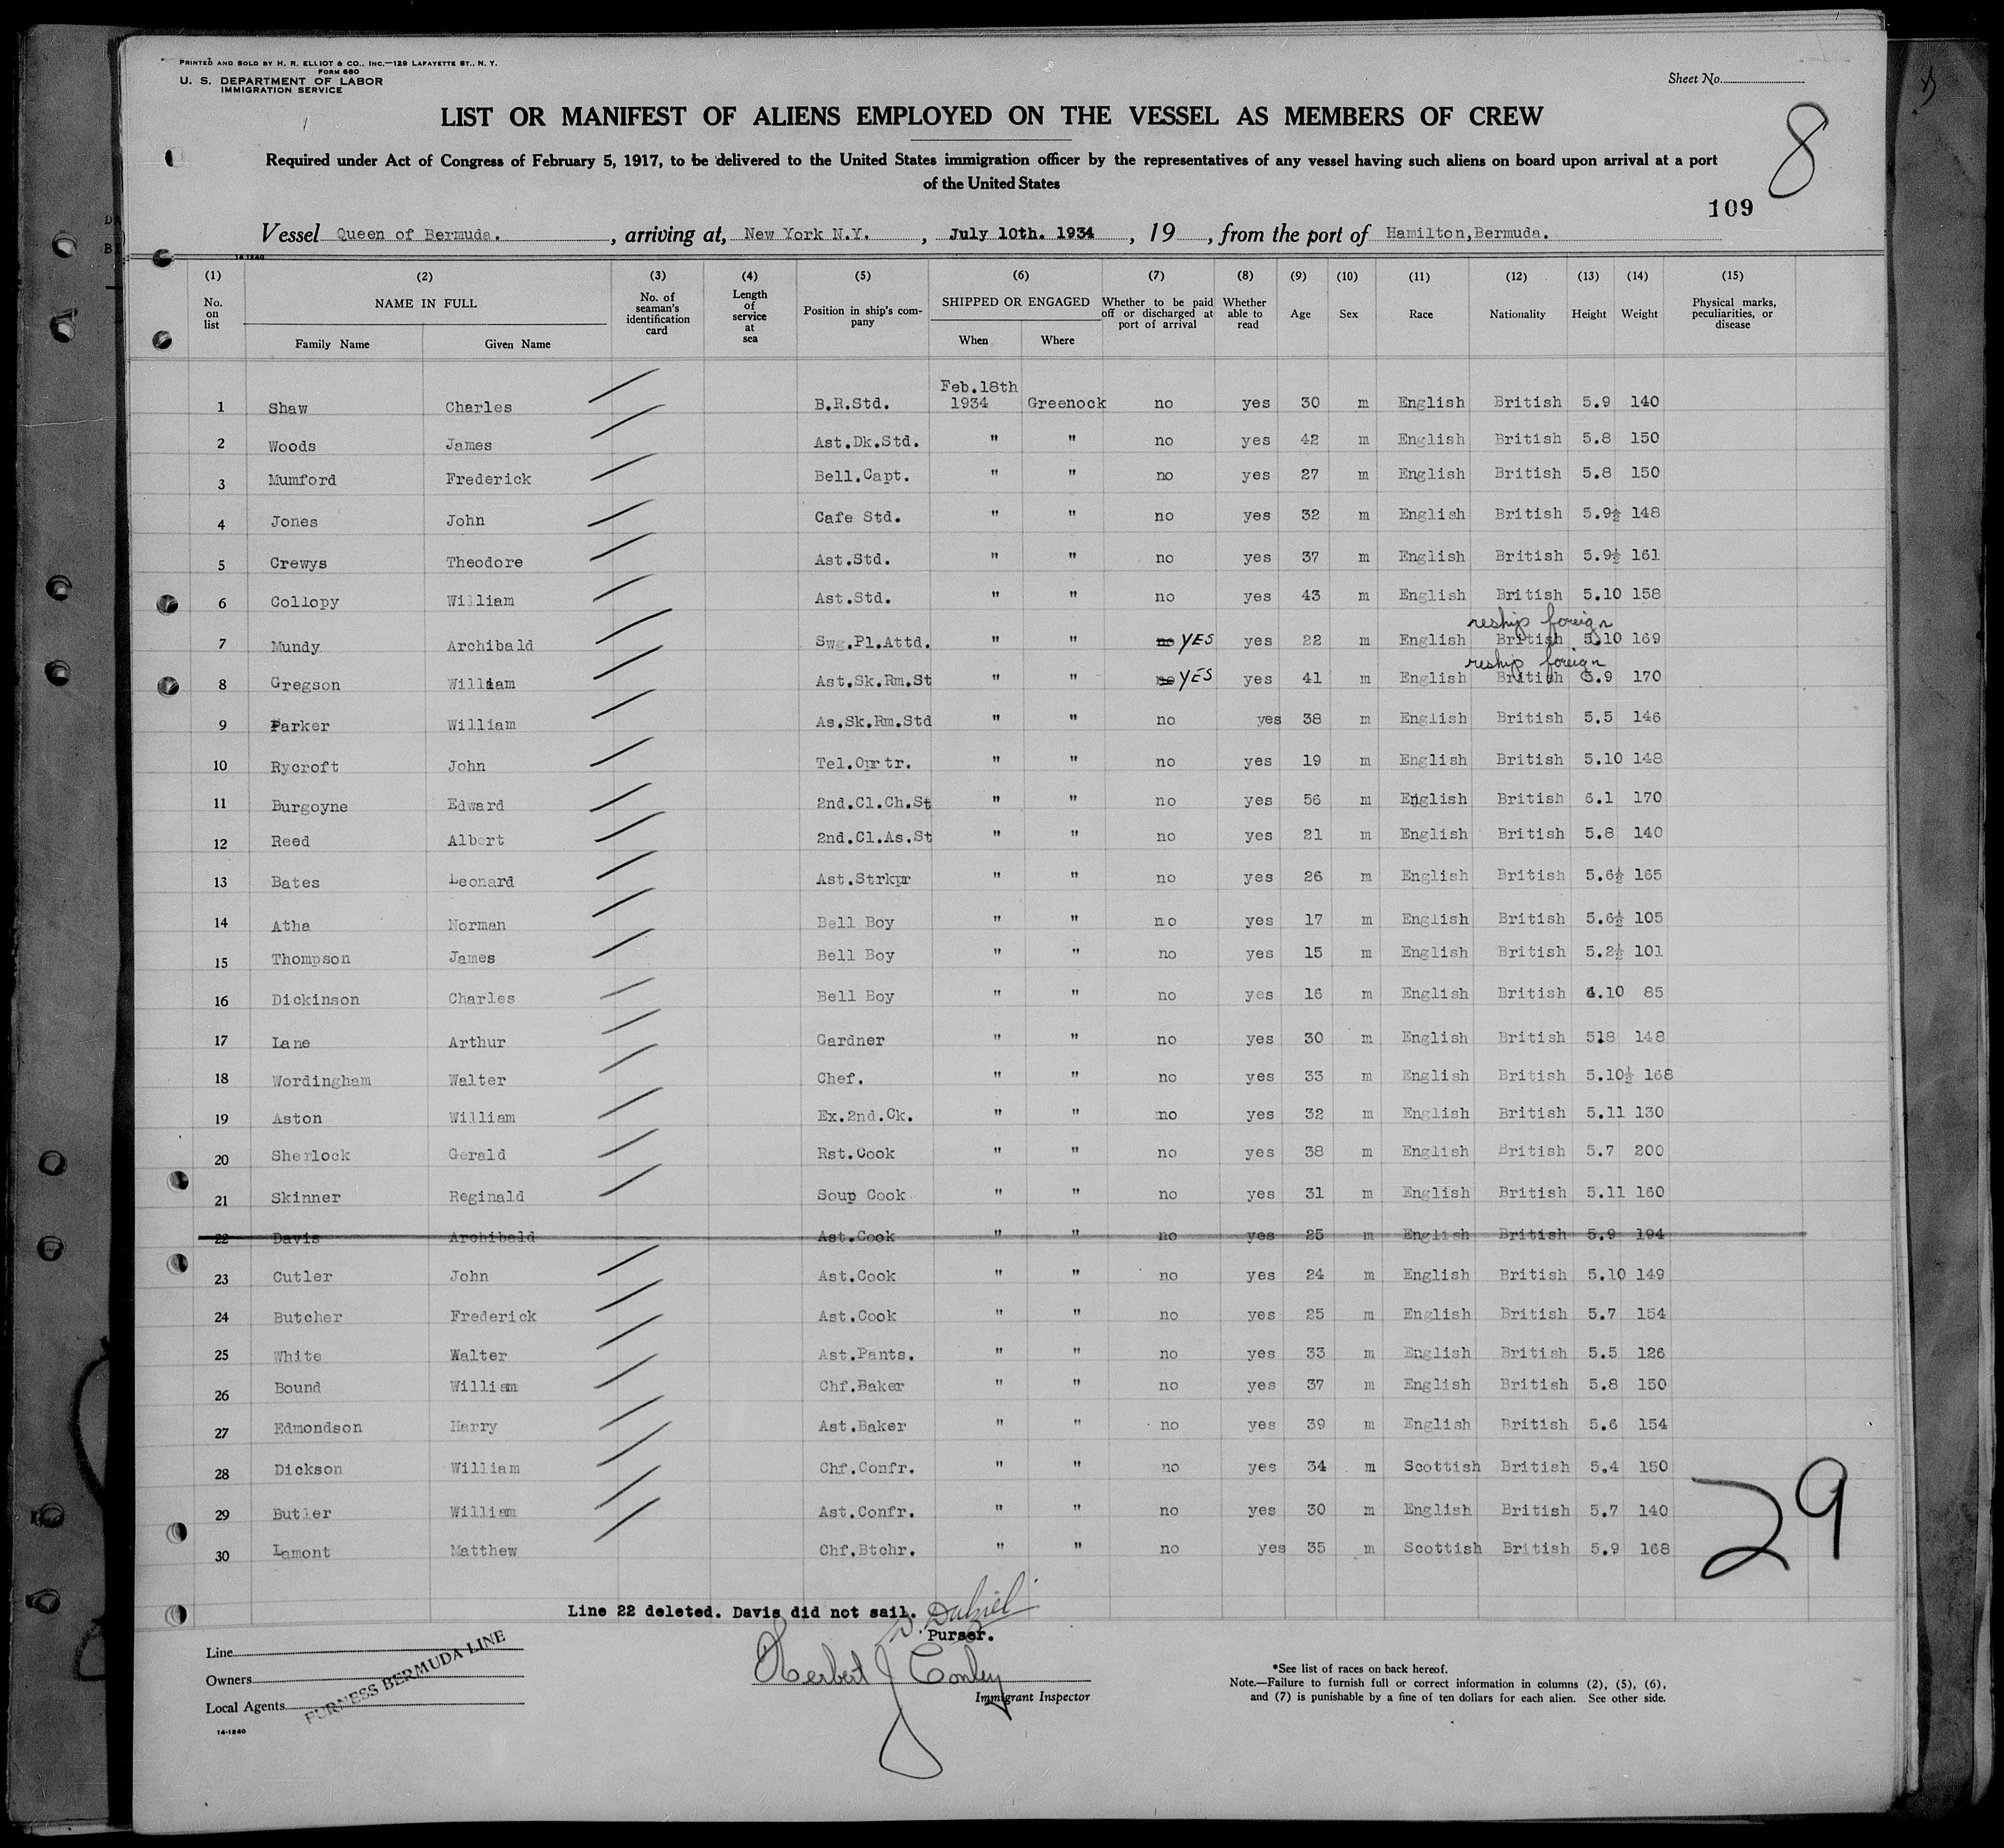 PRINTED AND SOLD BY H. R. ELLIOT & CO., INC.—129 LAFAYETTE ST., N. Y.
FORM 680
U. S. DEPARTMENT OF LABOR
IMMIGRATION SERVICE
Sheet No.
LIST OR MANIFEST OF ALIENS EMPLOYED ON THE VESSEL AS MEMBERS OF CREW
8
Required under Act of Congress of February 5, 1917, to be delivered to the United States immigration officer by the representatives of any vessel having such aliens on board upon arrival at a port
of the United States
109
Vessel Queen of Bermuda. , arriving at, New York N.Y. , July 10th. 1934 , 19 , from the port of Hamilton, Bermuda.
14-1240
(1) (2) (3) (4) (5) (6) (7) (8) (9) (10) (11) (12) (13) (14) (15)
No. on list NAME IN FULL Family Name Given Name No. of seaman's identification card Length of service at sea Position in ship's company SHIPPED OR ENGAGED When Where Whether to be paid off or discharged at port of arrival Whether able to read Age Sex Race Nationality Height Weight Physical marks, peculiarities, or disease
1 Shaw Charles B.R.Std. Feb.18th 1934 Greenock no yes 30 m English British 5.9 140
2 Woods James Ast.Dk.Std. " " no yes 42 m English British 5.8 150
3 Mumford Frederick Bell.Capt. " " no yes 27 m English British 5.8 150
4 Jones John Cafe Std. " " no yes 32 m English British 5.9½ 148
5 Crewys Theodore Ast.Std. " " no yes 37 m English British 5.9½ 161
6 Collopy William Ast.Std. " " no yes 43 m English British 5.10 158
reship foreign
7 Mundy Archibald Swg.Pl.Attd. " " no YES yes 22 m English British 5.10 169
reship foreign
8 Gregson William Ast.Sk.Rm.St " " no YES yes 41 m English British 5.9 170
9 Parker William As.Sk.Rm.Std " " no yes 38 m English British 5.5 146
10 Rycroft John Tel.Oprtr. " " no yes 19 m English British 5.10 148
11 Burgoyne Edward 2nd.Cl.Ch.St " " no yes 56 m English British 6.1 170
12 Reed Albert 2nd.Cl.As.St " " no yes 21 m English British 5.8 140
13 Bates Leonard Ast.Strkpr " " no yes 26 m English British 5.6½ 165
14 Atha Norman Bell Boy " " no yes 17 m English British 5.6½ 105
15 Thompson James Bell Boy " " no yes 15 m English British 5.2½ 101
16 Dickinson Charles Bell Boy " " no yes 16 m English British 4.10 85
17 Lane Arthur Gardner " " no yes 30 m English British 5.8 148
18 Wordingham Walter Chef. " " no yes 33 m English British 5.10½ 168
19 Aston William Ex.2nd.Ck. " " no yes 32 m English British 5.11 130
20 Sherlock Gerald Rst.Cook " " no yes 38 m English British 5.7 200
21 Skinner Reginald Soup Cook " " no yes 31 m English British 5.11 160
22 Davis Archibald Ast.Cook " " no yes 25 m English British 5.9 194
23 Cutler John Ast.Cook " " no yes 24 m English British 5.10 149
24 Butcher Frederick Ast.Cook " " no yes 25 m English British 5.7 154
25 White Walter Ast.Pants. " " no yes 33 m English British 5.5 126
26 Bound William Chf.Baker " " no yes 37 m English British 5.8 150
27 Edmondson Harry Ast.Baker " " no yes 39 m English British 5.6 154
28 Dickson William Chf.Confr. " " no yes 34 m Scottish British 5.4 150
29 Butler William Ast.Confr. " " no yes 30 m English British 5.7 140
30 Lamont Matthew Chf.Btchr. " " no yes 35 m Scottish British 5.9 168
29
Line 22 deleted. Davis did not sail.
Purser.
Line
Owners
Local Agents
FURNESS BERMUDA LINE
14-1240
Herbert J Conley
Immigrant Inspector
*See list of races on back hereof.
Note.—Failure to furnish full or correct information in columns (2), (5), (6),
and (7) is punishable by a fine of ten dollars for each alien. See other side.